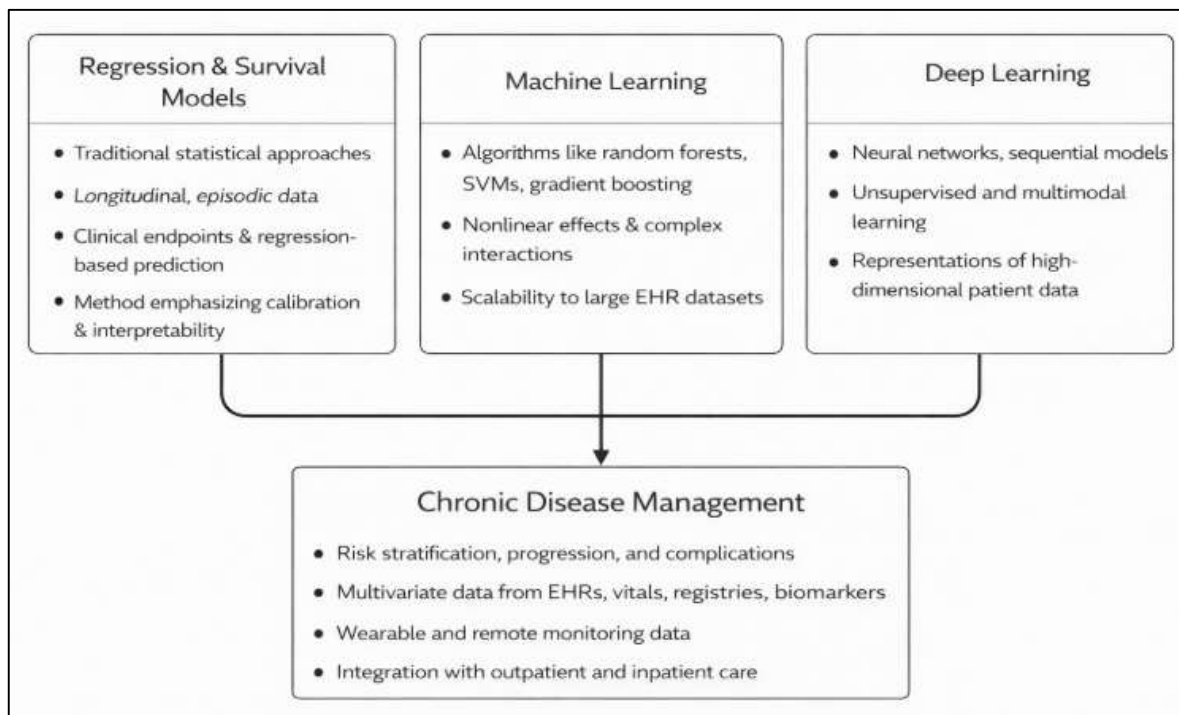 Regression & Survival
Models
• Traditional statistical approaches
• Longitudinal, episodic data
• Clinical endpoints & regression-
based prediction
• Method emphasizing calibration
& interpretability
Machine Learning
• Algorithms like random forests,
SVMs, gradient boosting
• Nonlinear effects & complex
interactions
• Scalability to large EHR datasets
Deep Learning
• Neural networks, sequential models
• Unsupervised and multimodal
learning
• Representations of high-
dimensional patient data
Chronic Disease Management
• Risk stratification, progression, and complications
• Multivariate data from EHRs, vitals, registries, biomarkers
• Wearable and remote monitoring data
• Integration with outpatient and inpatient care